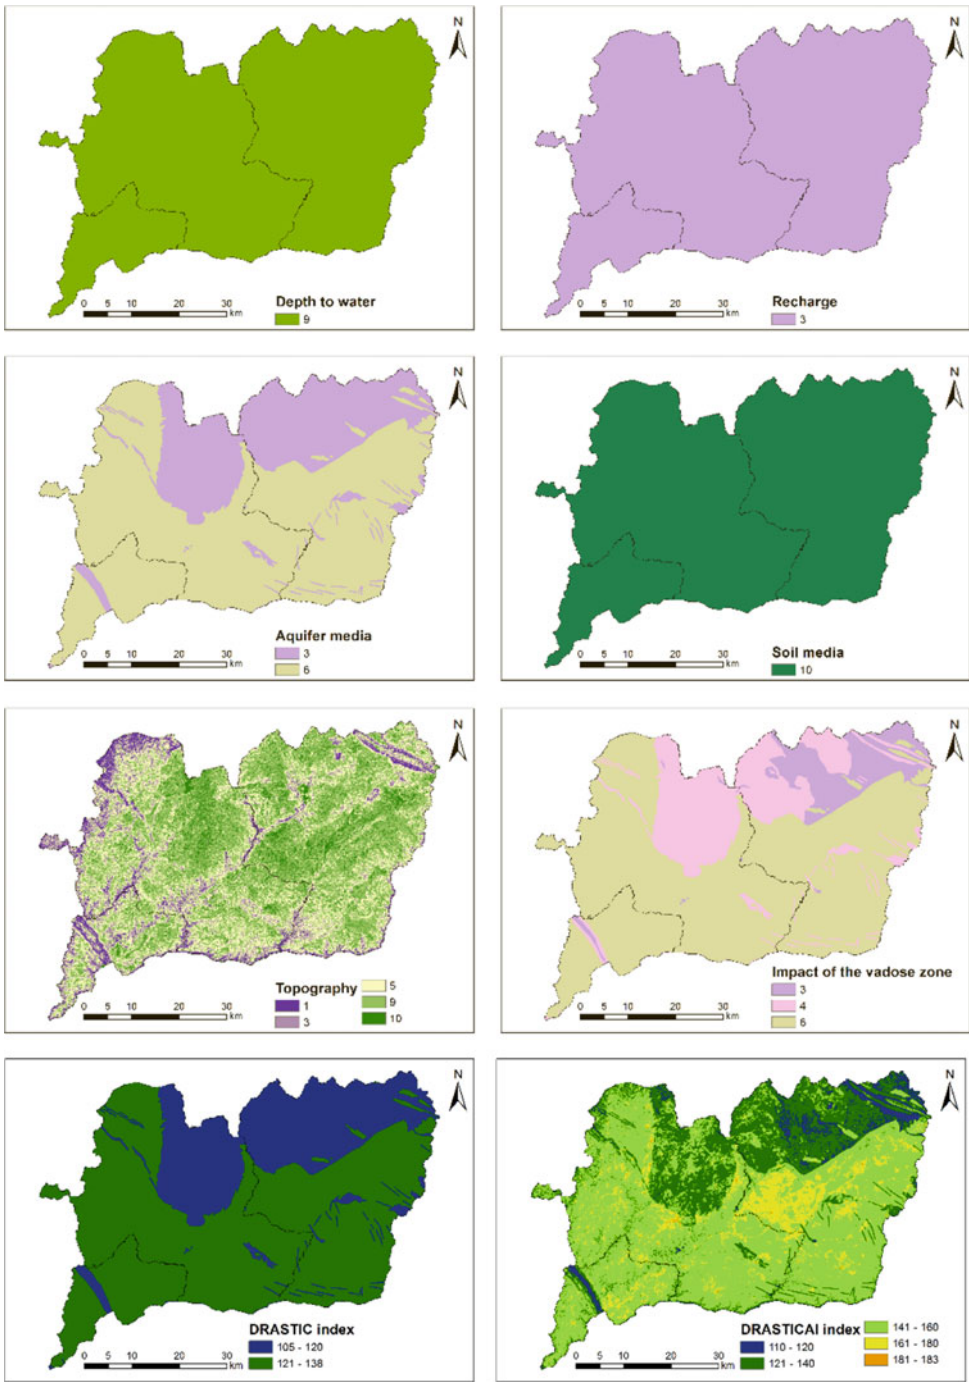 N
Depth to water
0 5 10 20 30
km
9
N
Recharge
0 5 10 20 30
km
3
N
Aquifer media
0 5 10 20 30
km
3
6
N
Soil media
0 5 10 20 30
km
10
N
Topography
0 5 10 20 30
km
1
3
5
9
10
N
Impact of the vadose zone
0 5 10 20 30
km
3
4
6
N
DRASTIC index
0 5 10 20 30
km
105 - 120
121 - 138
N
DRASTICAI index
0 5 10 20 30
km
110 - 120
121 - 140
141 - 160
161 - 180
181 - 183